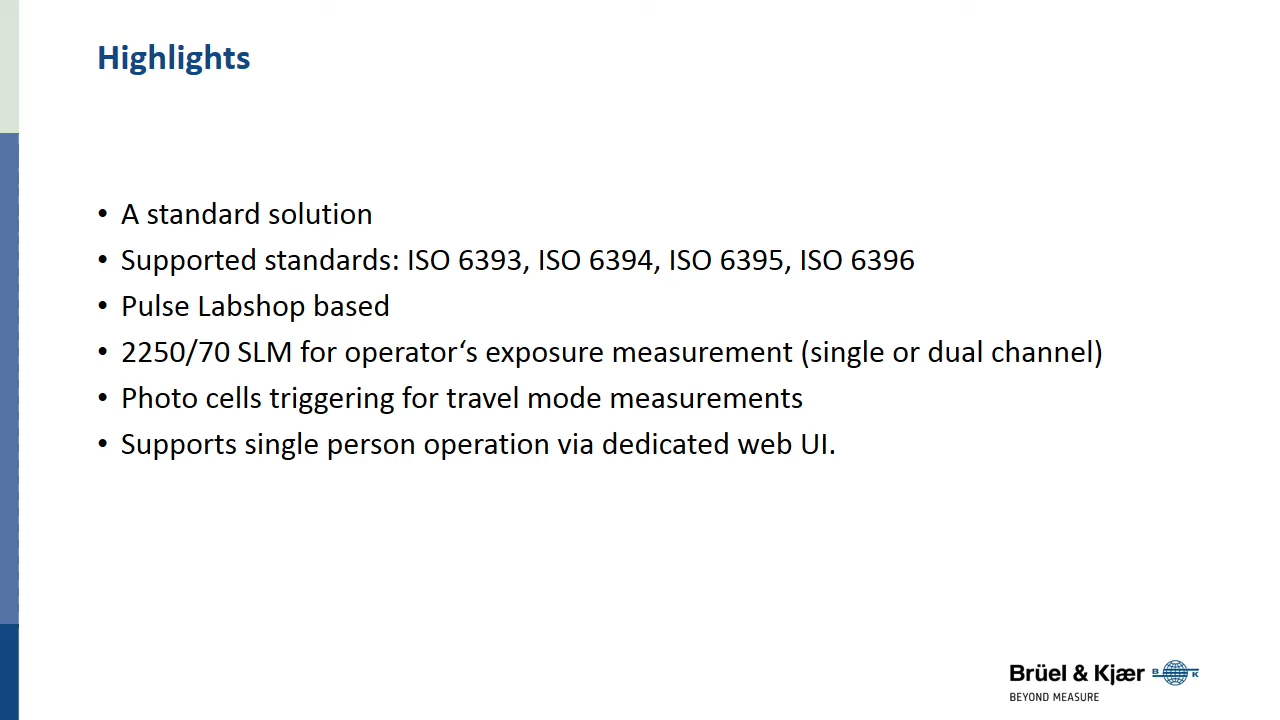 Highlights
• A standard solution
• Supported standards: ISO 6393, ISO 6394, ISO 6395, ISO 6396
• Pulse Labshop based
• 2250/70 SLM for operator‘s exposure measurement (single or dual channel)
• Photo cells triggering for travel mode measurements
• Supports single person operation via dedicated web UI.
Brüel & Kjær B K
BEYOND MEASURE